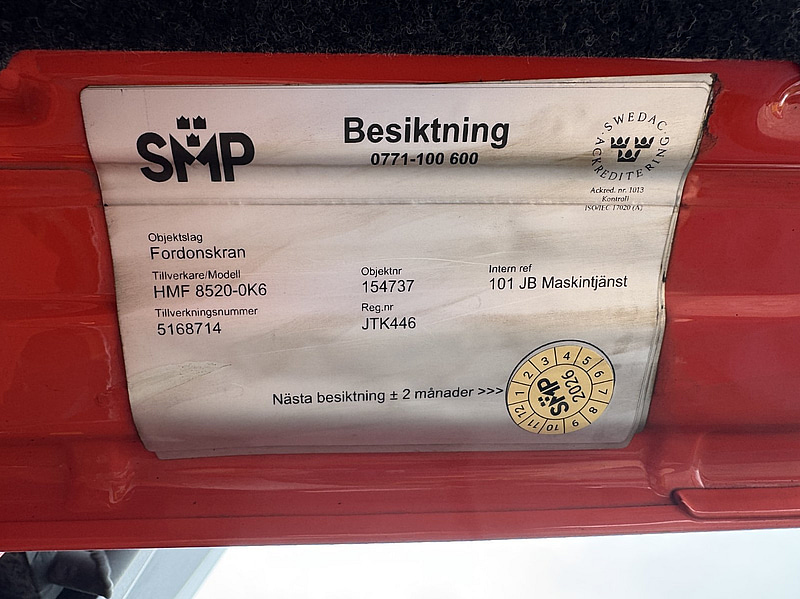 SMP
Besiktning
0771-100 600
SWEDAC
ACKREDITERING
Ackred. nr. 1013
Kontroll
ISO/IEC 17020 (A)
Objektslag
Fordonskran
Tillverkare/Modell
HMF 8520-0K6
Objektnr
154737
Intern ref
101 JB Maskintjänst
Tillverkningsnummer
5168714
Reg.nr
JTK446
Nästa besiktning ± 2 månader >>>
1 2 3 4 5 6 7 8 9 10 11 12
SMP
2026